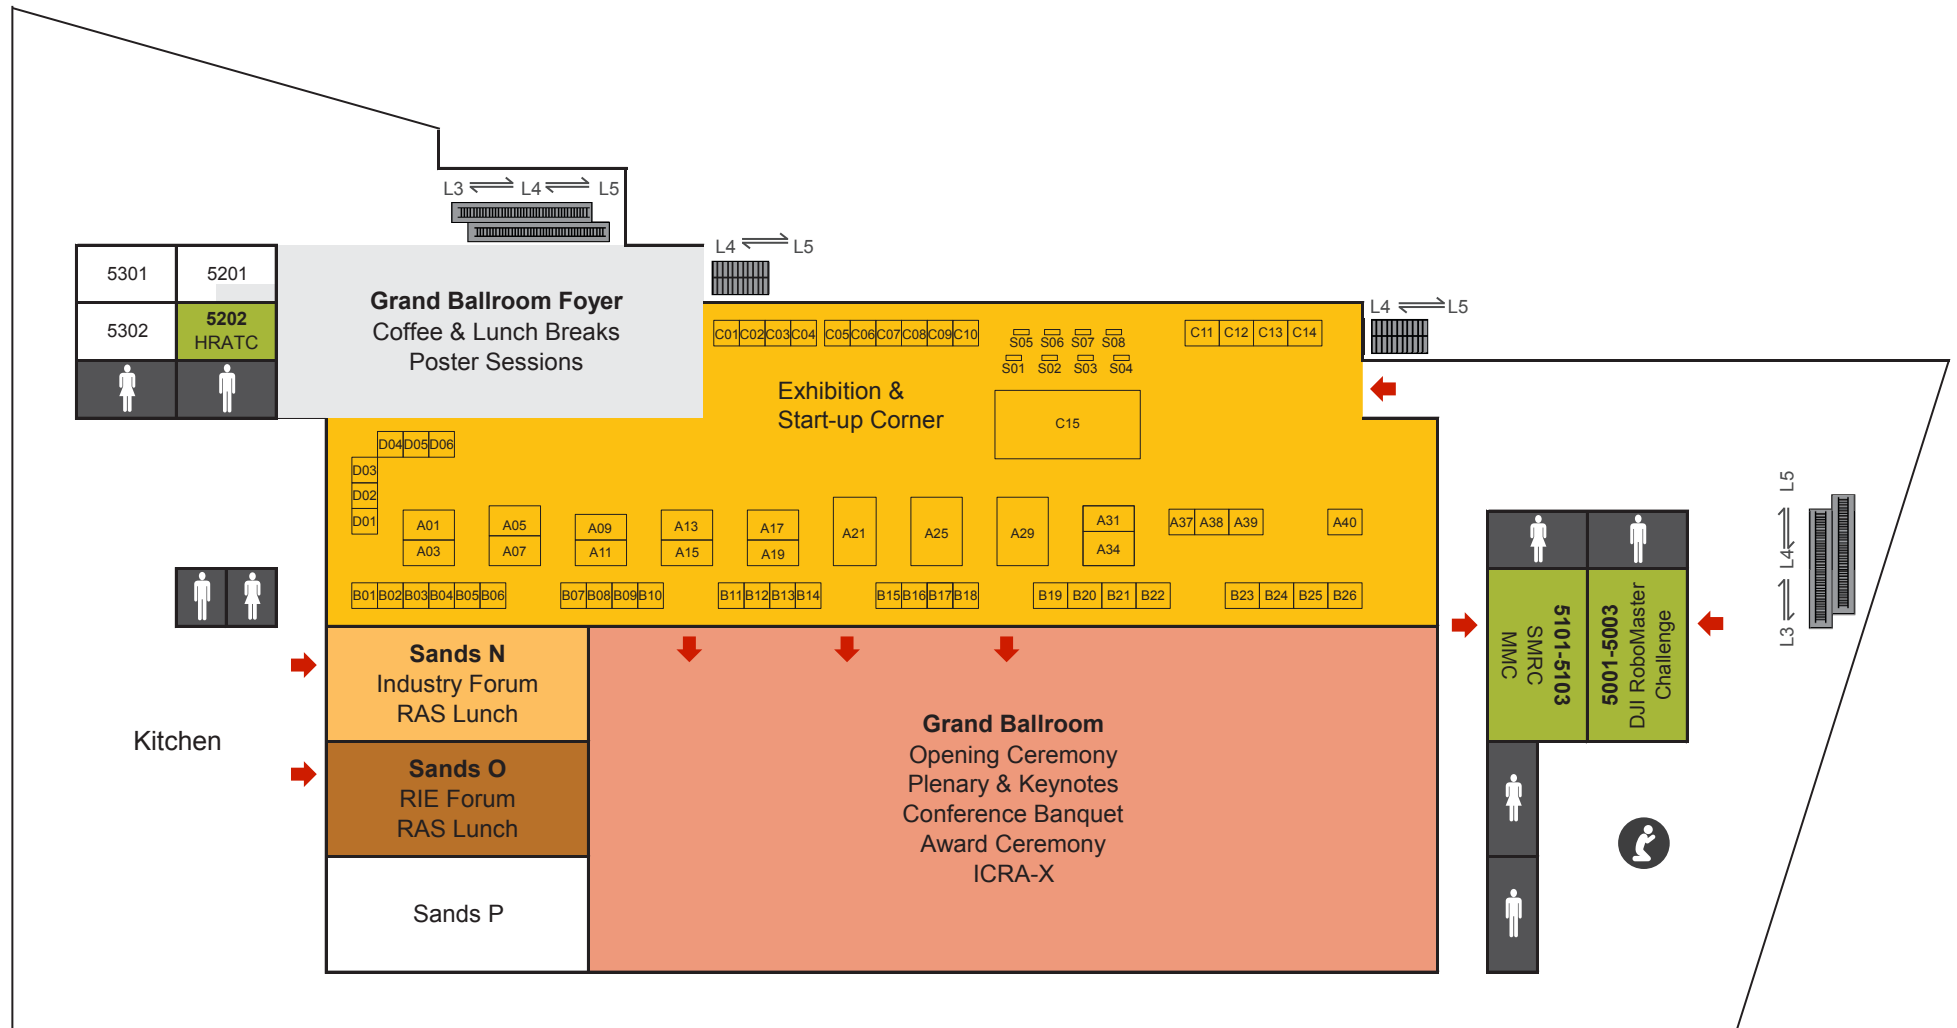 L3 L4 L5
L4 L5
L4 L5
5301
5201
5302
5202
HRATC
Grand Ballroom Foyer
Coffee & Lunch Breaks
Poster Sessions
C01 C02 C03 C04 C05 C06 C07 C08 C09 C10
S05 S06 S07 S08
S01 S02 S03 S04
C11 C12 C13 C14
Exhibition &
Start-up Corner
C15
D04 D05 D06
D03
D02
D01
A01 A05 A09 A13 A17
A03 A07 A11 A15 A19
A21 A25 A29
A31
A34
A37 A38 A39 A40
B01 B02 B03 B04 B05 B06 B07 B08 B09 B10 B11 B12 B13 B14 B15 B16 B17 B18 B19 B20 B21 B22 B23 B24 B25 B26
Sands N
Industry Forum
RAS Lunch
Kitchen
Sands O
RIE Forum
RAS Lunch
Sands P
Grand Ballroom
Opening Ceremony
Plenary & Keynotes
Conference Banquet
Award Ceremony
ICRA-X
5101-5103
SMRC
MMC
5001-5003
DJI RoboMaster
Challenge
L3 L4 L5